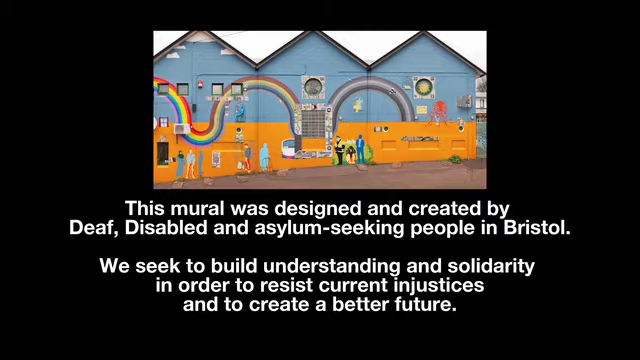 This mural was designed and created by
Deaf, Disabled and asylum-seeking people in Bristol.
We seek to build understanding and solidarity
in order to resist current injustices
and to create a better future.